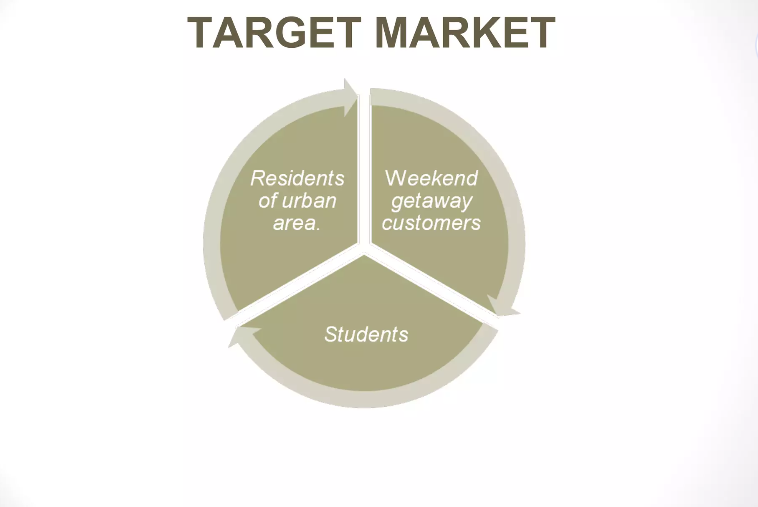 TARGET MARKET
Residents
of urban
area.
Weekend
getaway
customers
Students